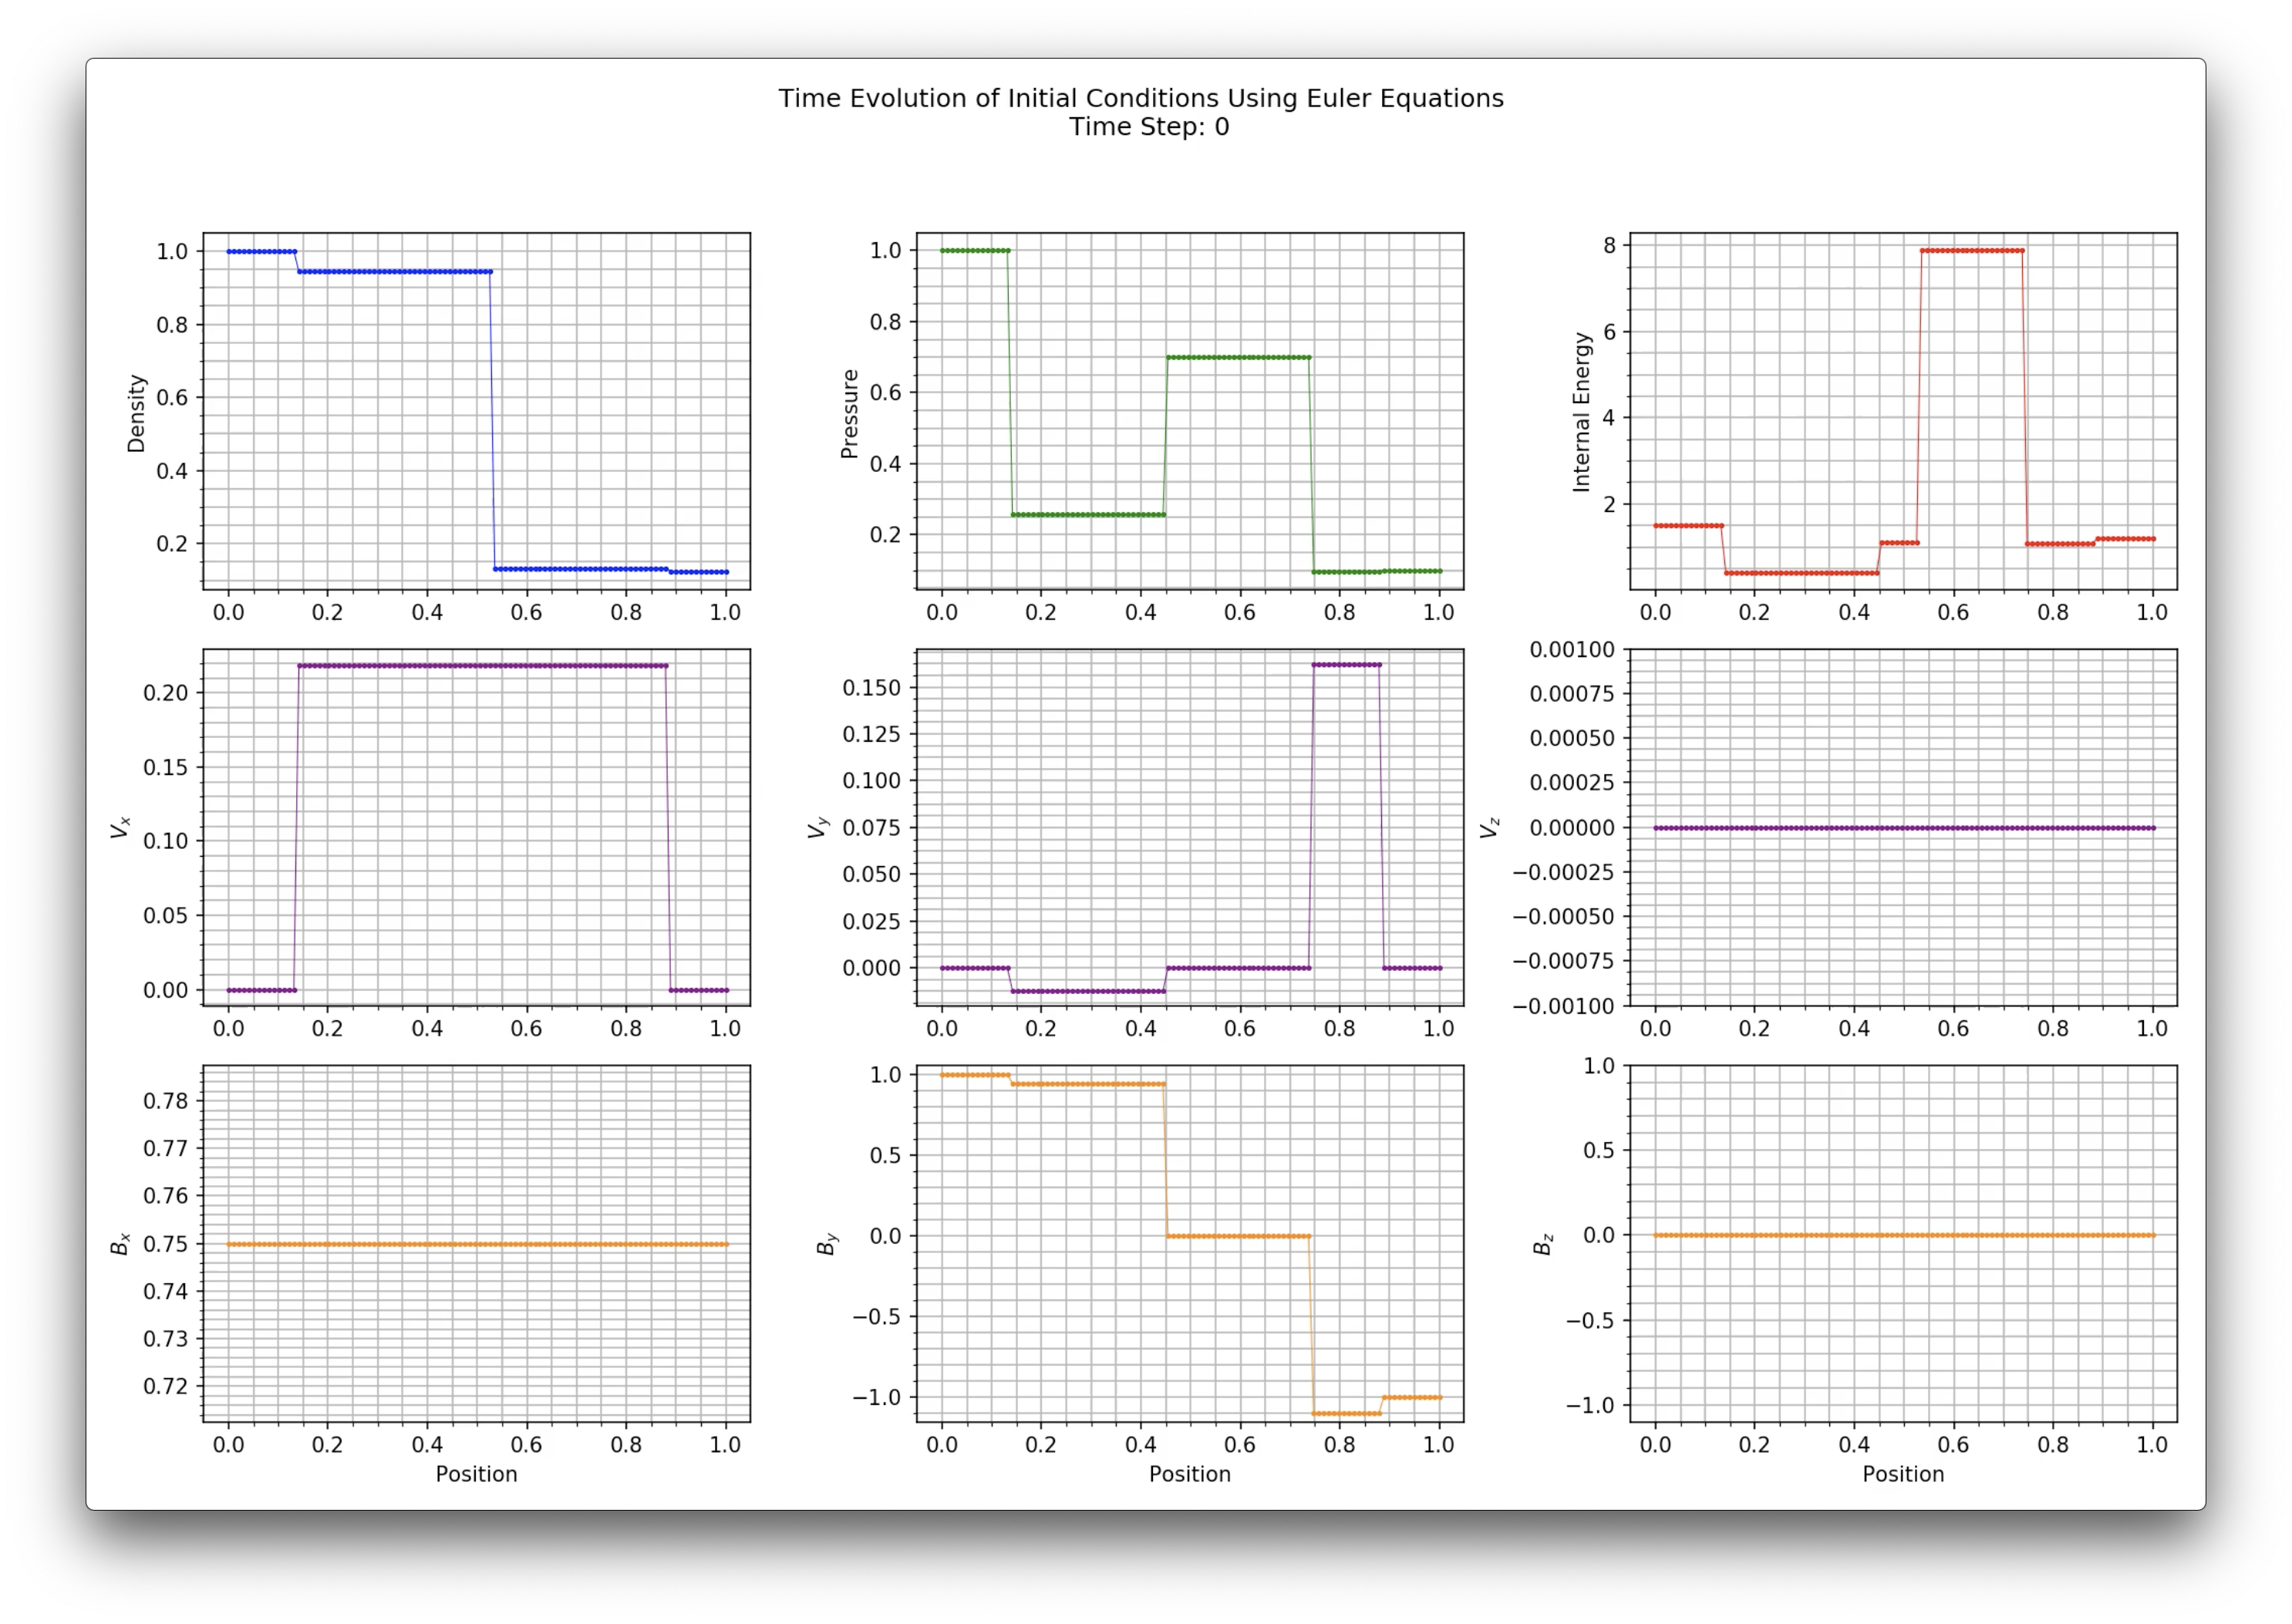 Time Evolution of Initial Conditions Using Euler Equations
Time Step: 0
Density
1.0
0.8
0.6
0.4
0.2
0.0 0.2 0.4 0.6 0.8 1.0
Pressure
1.0
0.8
0.6
0.4
0.2
0.0 0.2 0.4 0.6 0.8 1.0
Internal Energy
8
6
4
2
0.0 0.2 0.4 0.6 0.8 1.0
Vx
0.20
0.15
0.10
0.05
0.00
0.0 0.2 0.4 0.6 0.8 1.0
Vy
0.150
0.125
0.100
0.075
0.050
0.025
0.000
0.0 0.2 0.4 0.6 0.8 1.0
Vz
0.00100
0.00075
0.00050
0.00025
0.00000
−0.00025
−0.00050
−0.00075
−0.00100
0.0 0.2 0.4 0.6 0.8 1.0
Bx
0.78
0.77
0.76
0.75
0.74
0.73
0.72
0.0 0.2 0.4 0.6 0.8 1.0
Position
By
1.0
0.5
0.0
−0.5
−1.0
0.0 0.2 0.4 0.6 0.8 1.0
Position
Bz
1.0
0.5
0.0
−0.5
−1.0
0.0 0.2 0.4 0.6 0.8 1.0
Position